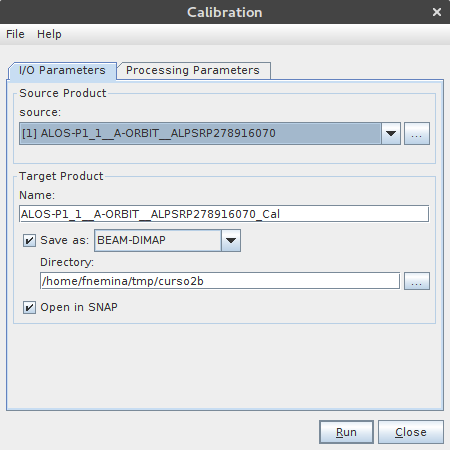 Calibration
File Help
I/O Parameters Processing Parameters
Source Product
source:
[1] ALOS-P1_1__A-ORBIT__ALPSRP278916070 ...
Target Product
Name:
ALOS-P1_1__A-ORBIT__ALPSRP278916070_Cal
Save as: BEAM-DIMAP
Directory:
/home/fnemina/tmp/curso2b ...
Open in SNAP
Run Close